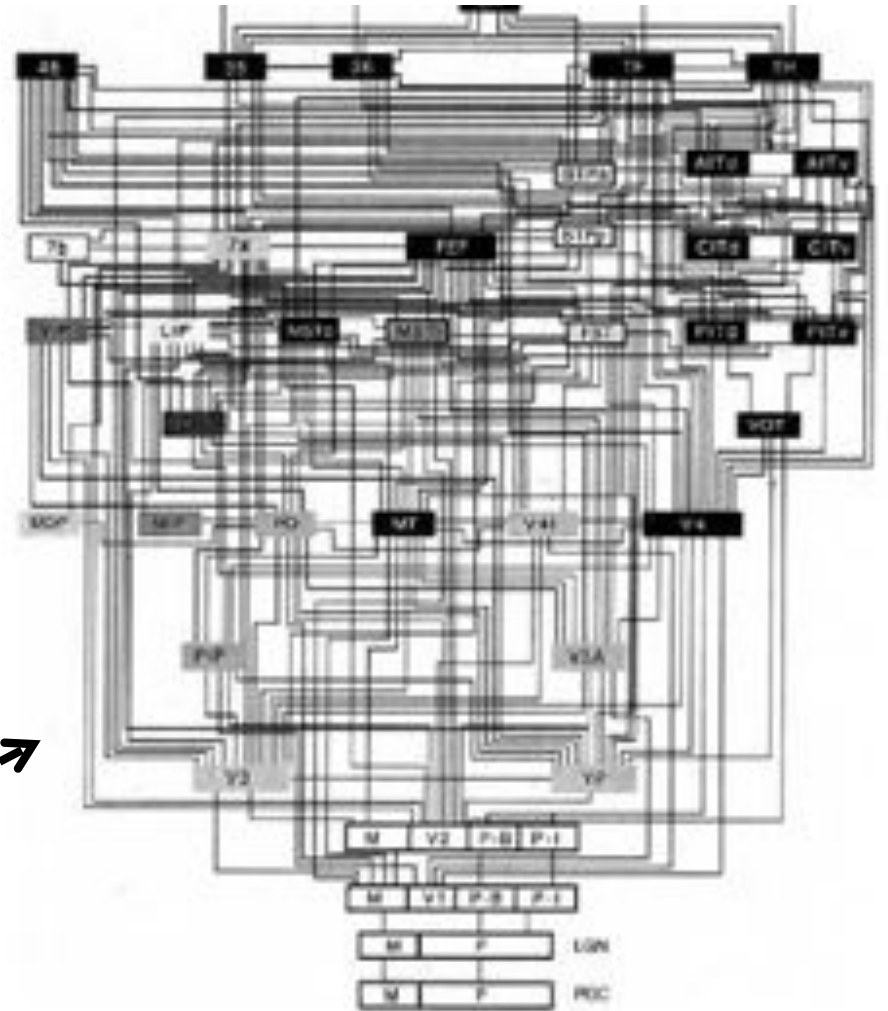 46 35 36 TF TH
STPa AITd AITv
7b 7a FEF STPp CITd CITv
VIP LIP MSTd MSTl FST PITd PITv
VOT
MDP MIP PO MT V4t V4
PIP V3A
V3 VP
M V2 P-B P-I
M V1 P-B P-I
M P LGN
M P RGC